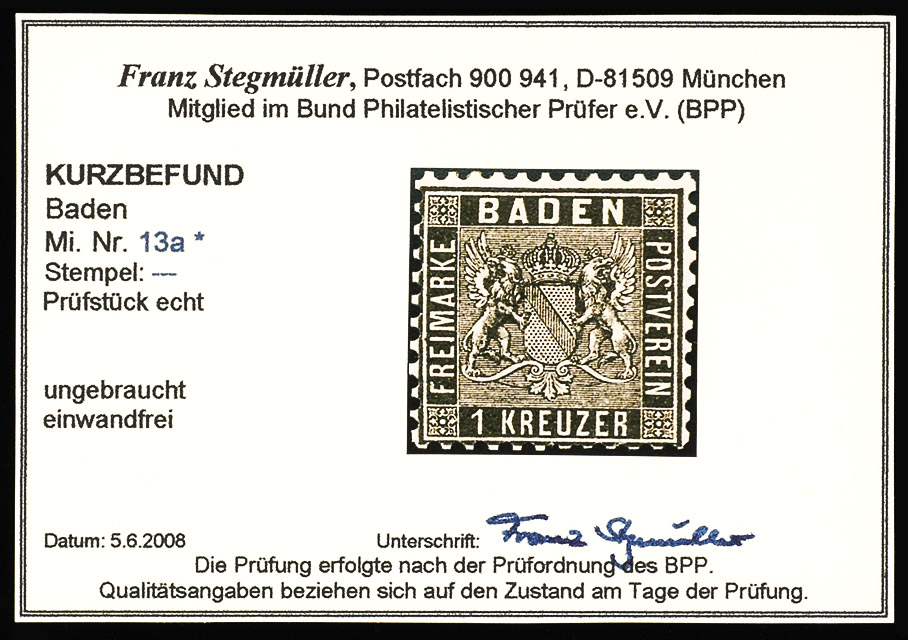 Franz Stegmüller, Postfach 900 941, D-81509 München
Mitglied im Bund Philatelistischer Prüfer e.V. (BPP)
KURZBEFUND
Baden
Mi. Nr. 13a *
Stempel: ---
Prüfstück echt
ungebraucht
einwandfrei
BADEN
FREIMARKE
POSTVEREIN
1 KREUZER
Datum: 5.6.2008
Unterschrift: Franz Stegmüller
Die Prüfung erfolgte nach der Prüfordnung des BPP.
Qualitätsangaben beziehen sich auf den Zustand am Tage der Prüfung.